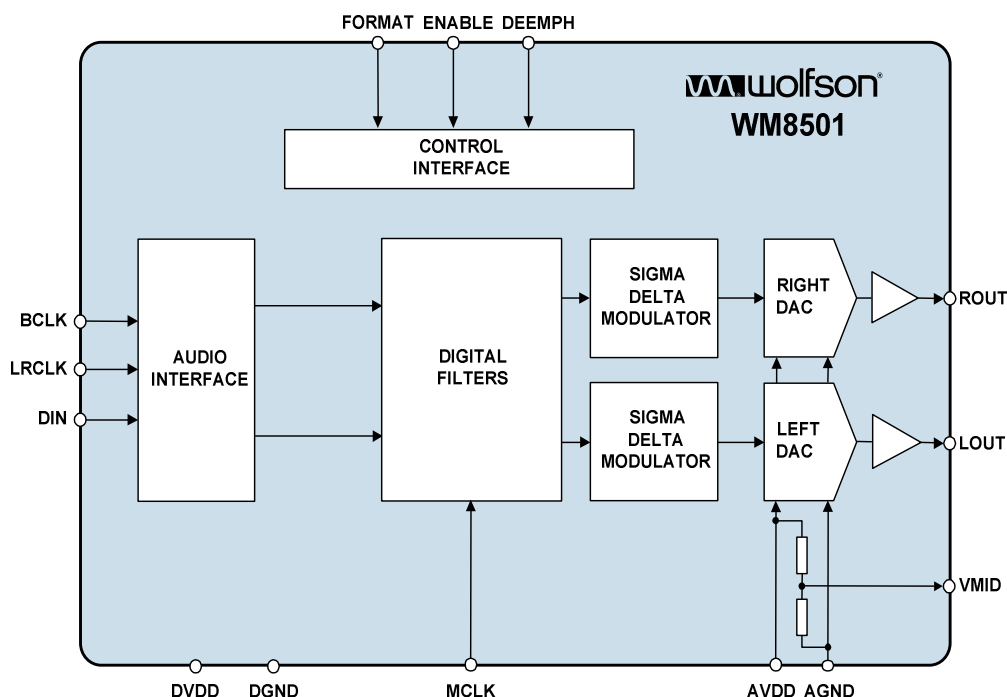 FORMAT ENABLE DEEMPH
wolfson®
WM8501
CONTROL
INTERFACE
BCLK
LRCLK
DIN
AUDIO
INTERFACE
DIGITAL
FILTERS
SIGMA
DELTA
MODULATOR
RIGHT
DAC
ROUT
SIGMA
DELTA
MODULATOR
LEFT
DAC
LOUT
VMID
DVDD DGND MCLK AVDD AGND